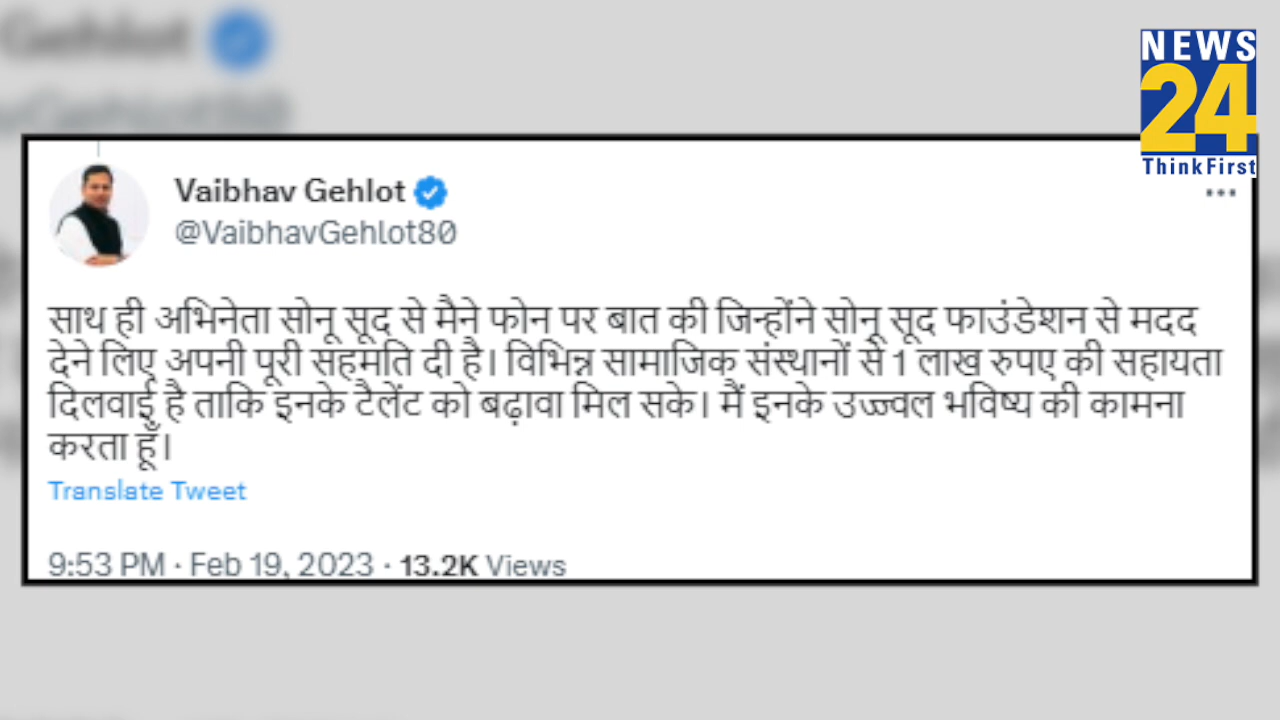 Gehlot
NEWS
24
ThinkFirst
Vaibhav Gehlot
@VaibhavGehlot80
साथ ही अभिनेता सोनू सूद से मैने फोन पर बात की जिन्होंने सोनू सूद फाउंडेशन से मदद
देने लिए अपनी पूरी सहमति दी है। विभिन्न सामाजिक संस्थानों से 1 लाख रुपए की सहायता
दिलवाई है ताकि इनके टैलेंट को बढ़ावा मिल सके। मैं इनके उज्ज्वल भविष्य की कामना
करता हूँ।
Translate Tweet
9:53 PM · Feb 19, 2023 · 13.2K Views